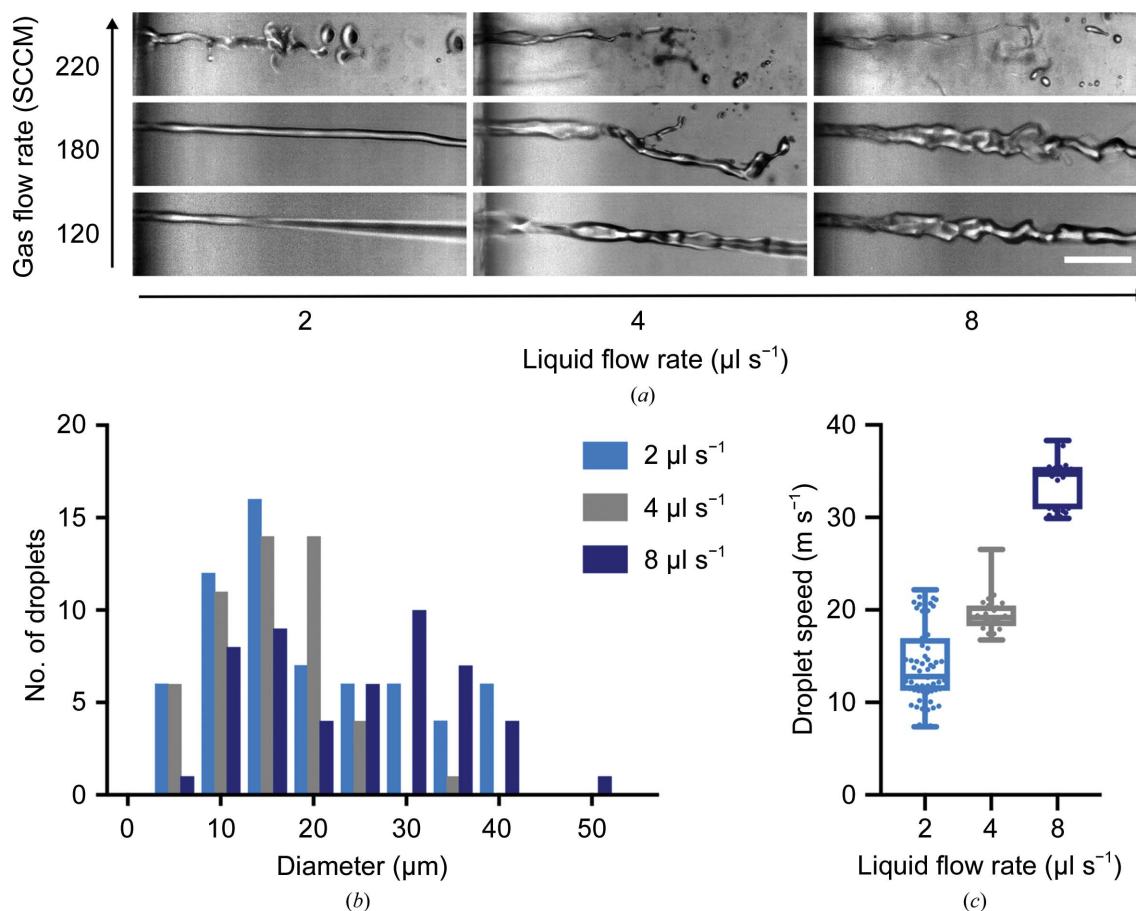 Gas flow rate (SCCM)
220
180
120
2
4
8
Liquid flow rate (µl s⁻¹)
(a)
20
15
10
5
0
No. of droplets
0
10
20
30
40
50
Diameter (µm)
(b)
2 µl s⁻¹
4 µl s⁻¹
8 µl s⁻¹
40
30
20
10
0
Droplet speed (m s⁻¹)
2
4
8
Liquid flow rate (µl s⁻¹)
(c)